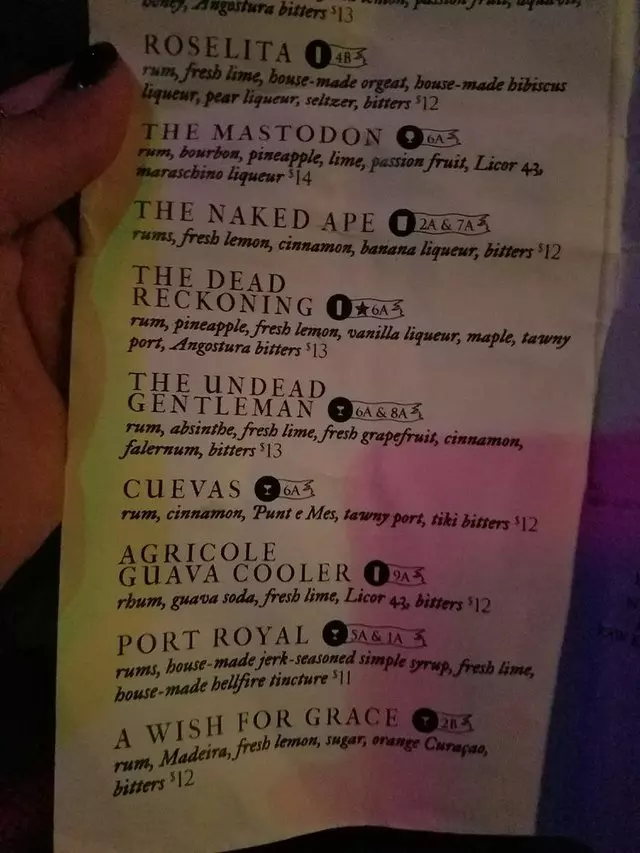 honey, Angostura bitters $13
ROSELITA 4B
rum, fresh lime, house-made orgeat, house-made hibiscus
liqueur, pear liqueur, seltzer, bitters $12
THE MASTODON 6A
rum, bourbon, pineapple, lime, passion fruit, Licor 43,
maraschino liqueur $14
THE NAKED APE 2A & 7A
rums, fresh lemon, cinnamon, banana liqueur, bitters $12
THE DEAD
RECKONING ★6A
rum, pineapple, fresh lemon, vanilla liqueur, maple, tawny
port, Angostura bitters $13
THE UNDEAD
GENTLEMAN 6A & 8A
rum, absinthe, fresh lime, fresh grapefruit, cinnamon,
falernum, bitters $13
CUEVAS 6A
rum, cinnamon, Punt e Mes, tawny port, tiki bitters $12
AGRICOLE
GUAVA COOLER 9A
rhum, guava soda, fresh lime, Licor 43, bitters $12
PORT ROYAL 5A & 1A
rums, house-made jerk-seasoned simple syrup, fresh lime,
house-made hellfire tincture $11
A WISH FOR GRACE 2B
rum, Madeira, fresh lemon, sugar, orange Curaçao,
bitters $12